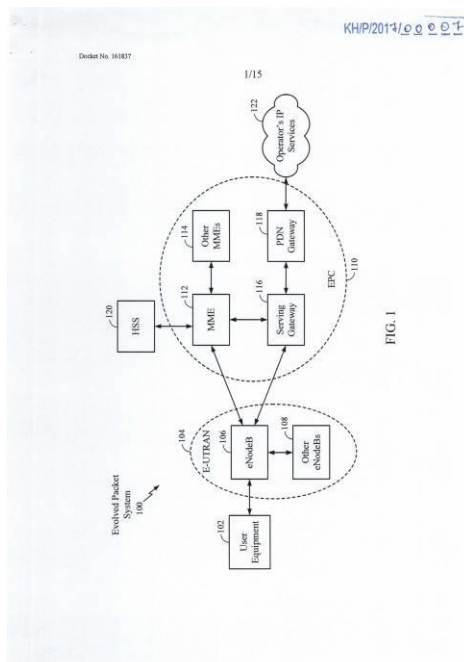 KH/P/2017/00007
Docket No. 161837
1/15
Evolved Packet
System
100
102
User
Equipment
104
E-UTRAN
106
eNodeB
108
Other
eNodeBs
120
HSS
112
MME
114
Other
MMEs
116
Serving
Gateway
118
PDN
Gateway
EPC
110
122
Operator's IP
Services
FIG. 1